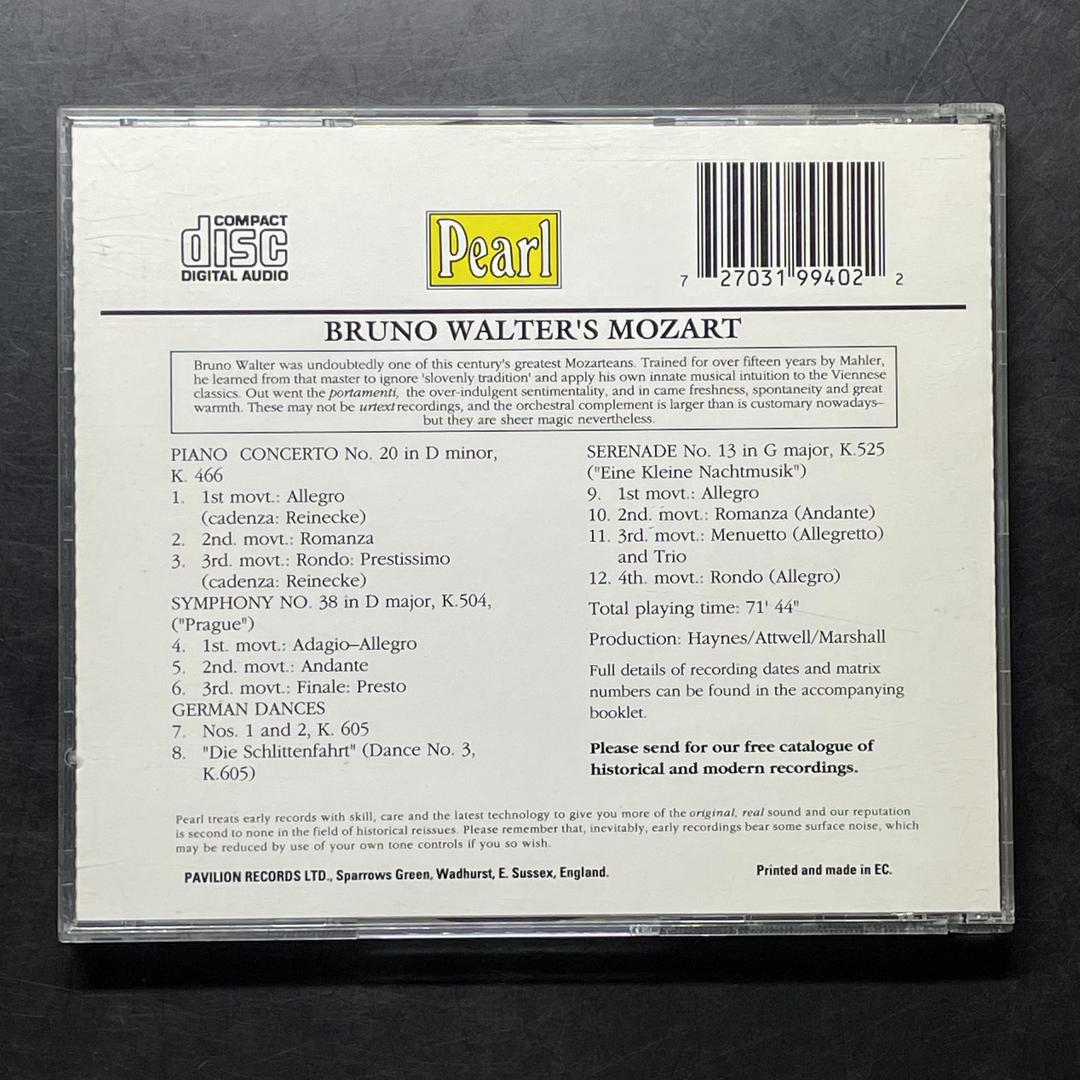 COMPACT
disc
DIGITAL AUDIO
Pearl
7 27031 99402 2
BRUNO WALTER'S MOZART
Bruno Walter was undoubtedly one of this century's greatest Mozarteans. Trained for over fifteen years by Mahler,
he learned from that master to ignore 'slovenly tradition' and apply his own innate musical intuition to the Viennese
classics. Out went the portamenti, the over-indulgent sentimentality, and in came freshness, spontaneity and great
warmth. These may not be urtext recordings, and the orchestral complement is larger than is customary nowadays–
but they are sheer magic nevertheless.
PIANO CONCERTO No. 20 in D minor,
K. 466
1. 1st movt.: Allegro
(cadenza: Reinecke)
2. 2nd. movt.: Romanza
3. 3rd. movt.: Rondo: Prestissimo
(cadenza: Reinecke)
SYMPHONY NO. 38 in D major, K.504,
("Prague")
4. 1st. movt.: Adagio–Allegro
5. 2nd. movt.: Andante
6. 3rd. movt.: Finale: Presto
GERMAN DANCES
7. Nos. 1 and 2, K. 605
8. "Die Schlittenfahrt" (Dance No. 3,
K.605)
SERENADE No. 13 in G major, K.525
("Eine Kleine Nachtmusik")
9. 1st movt.: Allegro
10. 2nd. movt.: Romanza (Andante)
11. 3rd. movt.: Menuetto (Allegretto)
and Trio
12. 4th. movt.: Rondo (Allegro)
Total playing time: 71' 44"
Production: Haynes/Attwell/Marshall
Full details of recording dates and matrix
numbers can be found in the accompanying
booklet.
Please send for our free catalogue of
historical and modern recordings.
Pearl treats early records with skill, care and the latest technology to give you more of the original, real sound and our reputation
is second to none in the field of historical reissues. Please remember that, inevitably, early recordings bear some surface noise, which
may be reduced by use of your own tone controls if you so wish.
PAVILION RECORDS LTD., Sparrows Green, Wadhurst, E. Sussex, England.
Printed and made in EC.